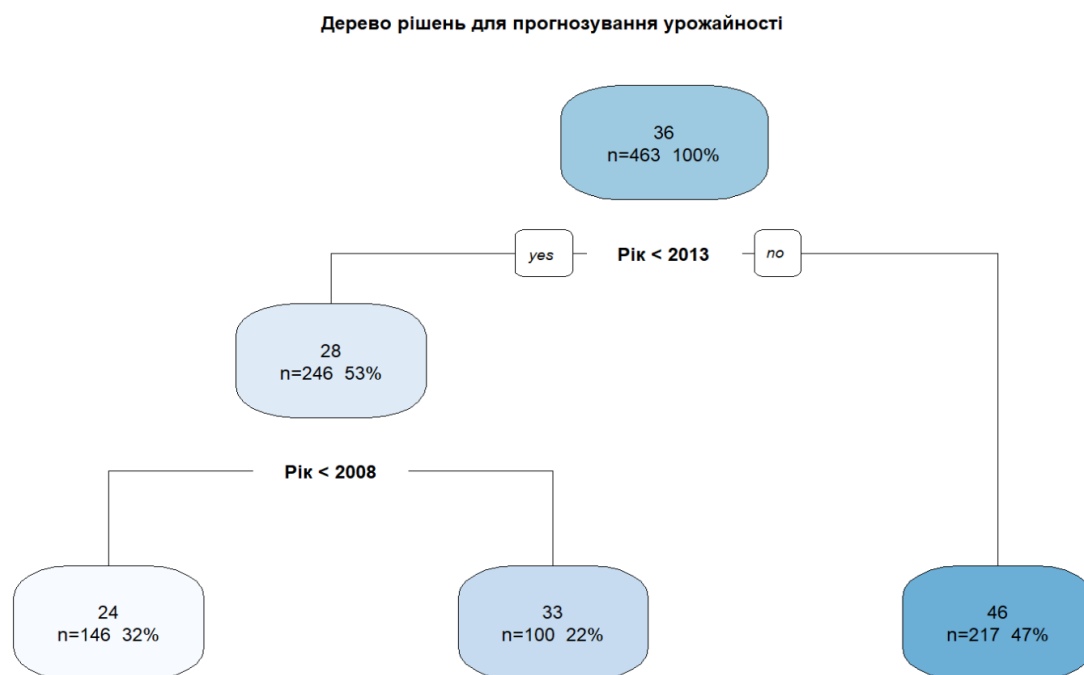 Дерево рішень для прогнозування урожайності
36
n=463 100%
yes
Рік < 2013
no
28
n=246 53%
Рік < 2008
24
n=146 32%
33
n=100 22%
46
n=217 47%